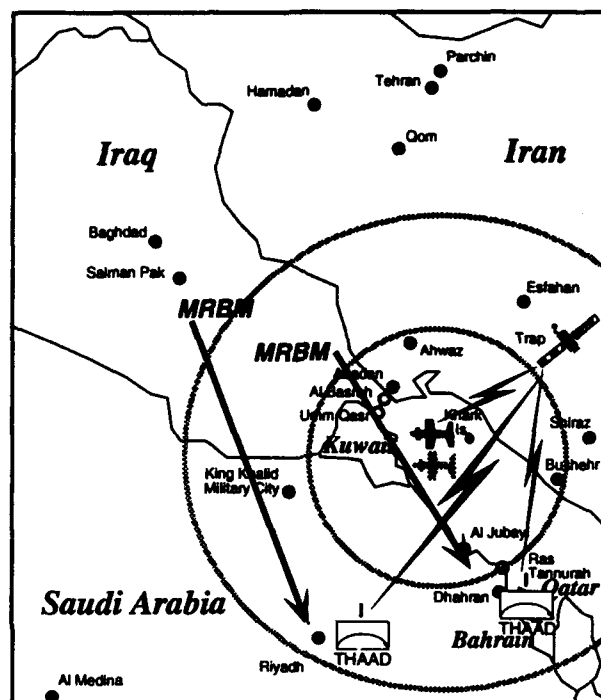 Parchin
Tehran
Hamadan
Qom
Iraq
Iran
Baghdad
Salman Pak
Esfahan
MRBM
Trap
MRBM
Ahwaz
Abadan
Al Basrah
Umm Qasr
Khark
Is
Shiraz
Kuwait
Bushehr
King Khalid
Military City
Al Jubayl
Ras
Tannurah
Dhahran
Qatar
Saudi Arabia
I
I
THAAD
Bahrain
Riyadh
THAAD
Al Medina